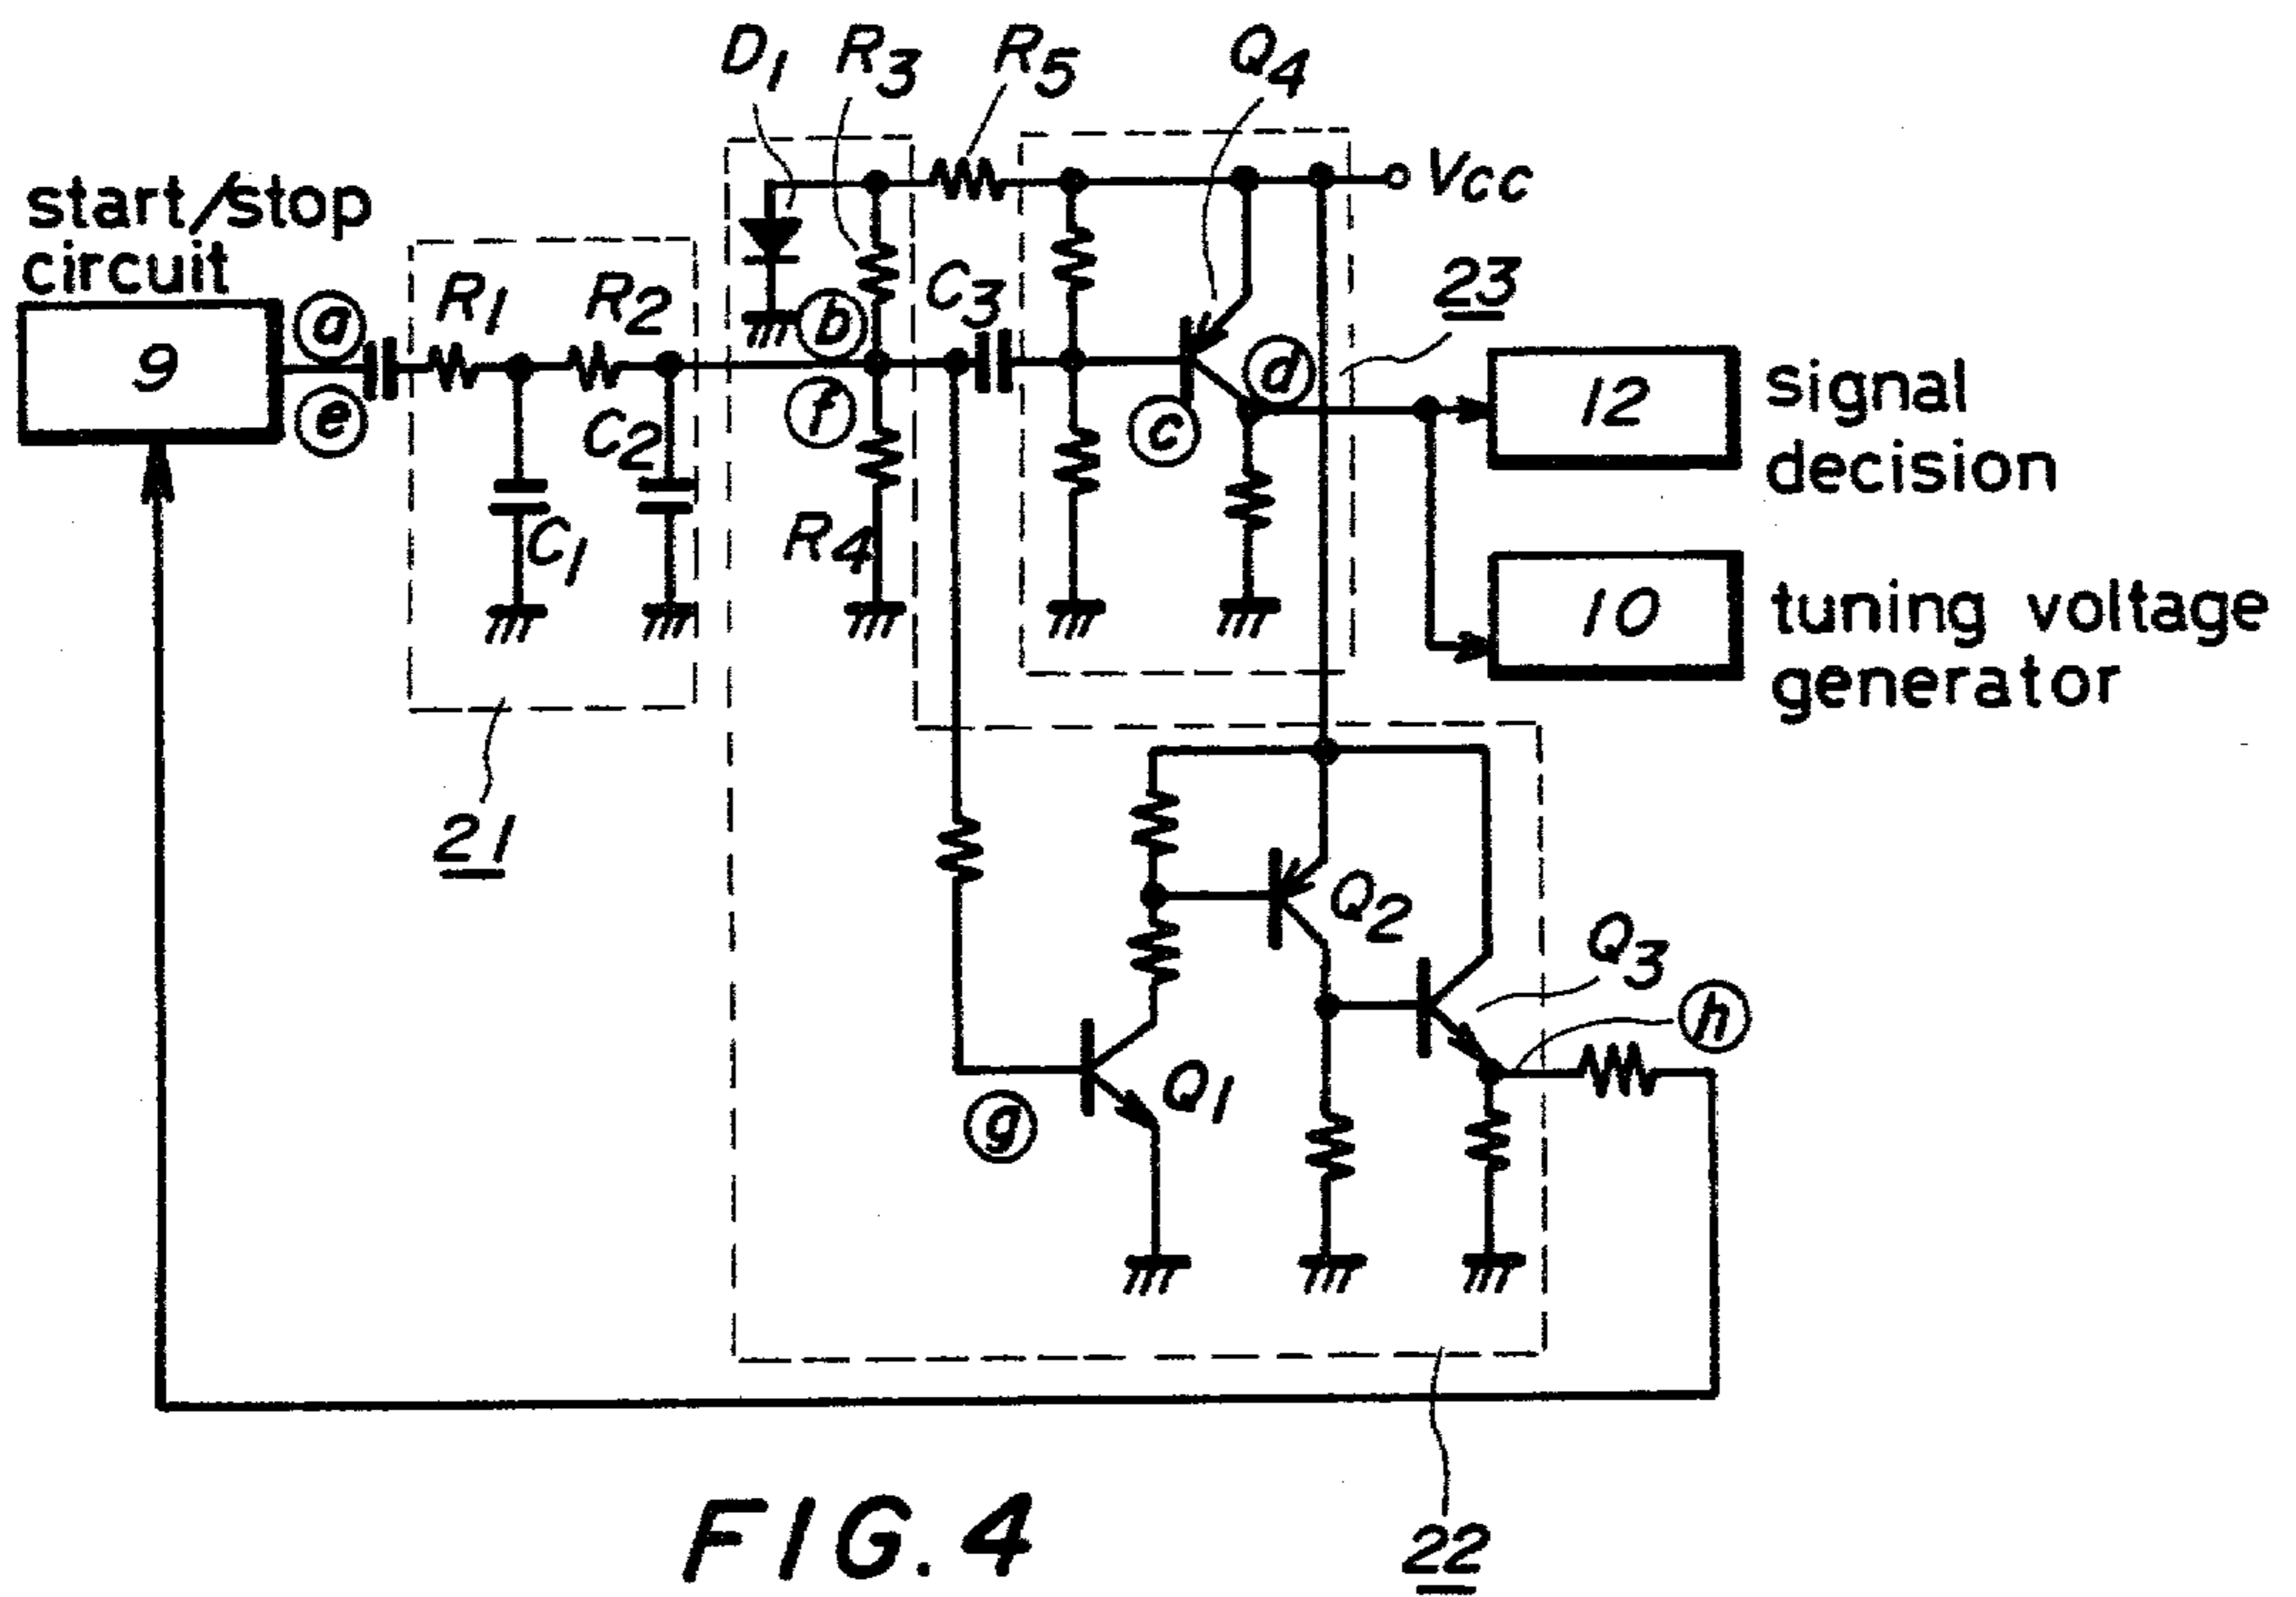 D1 R3 R5 Q4
Vcc
start/stop
circuit
9
a
e
R1 R2
C1 C2
21
b
f
C3
R4
c
d
23
12
signal
decision
10
tuning voltage
generator
Q2
Q3
h
Q1
g
22
FIG.4